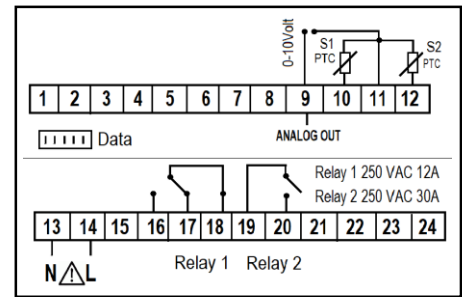 0-10Volt
S1
PTC
S2
PTC
1 2 3 4 5 6 7 8 9 10 11 12
Data
ANALOG OUT
Relay 1 250 VAC 12A
Relay 2 250 VAC 30A
13 14 15 16 17 18 19 20 21 22 23 24
N L
Relay 1 Relay 2